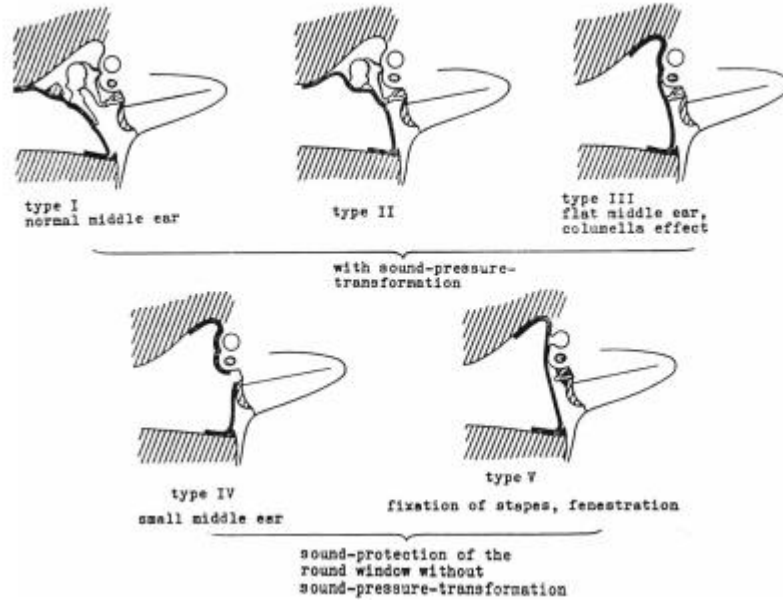 type I
normal middle ear
type II
type III
flat middle ear,
columella effect
with sound-pressure-
transformation
type IV
small middle ear
type V
fixation of stapes, fenestration
sound-protection of the
round window without
sound-pressure-transformation